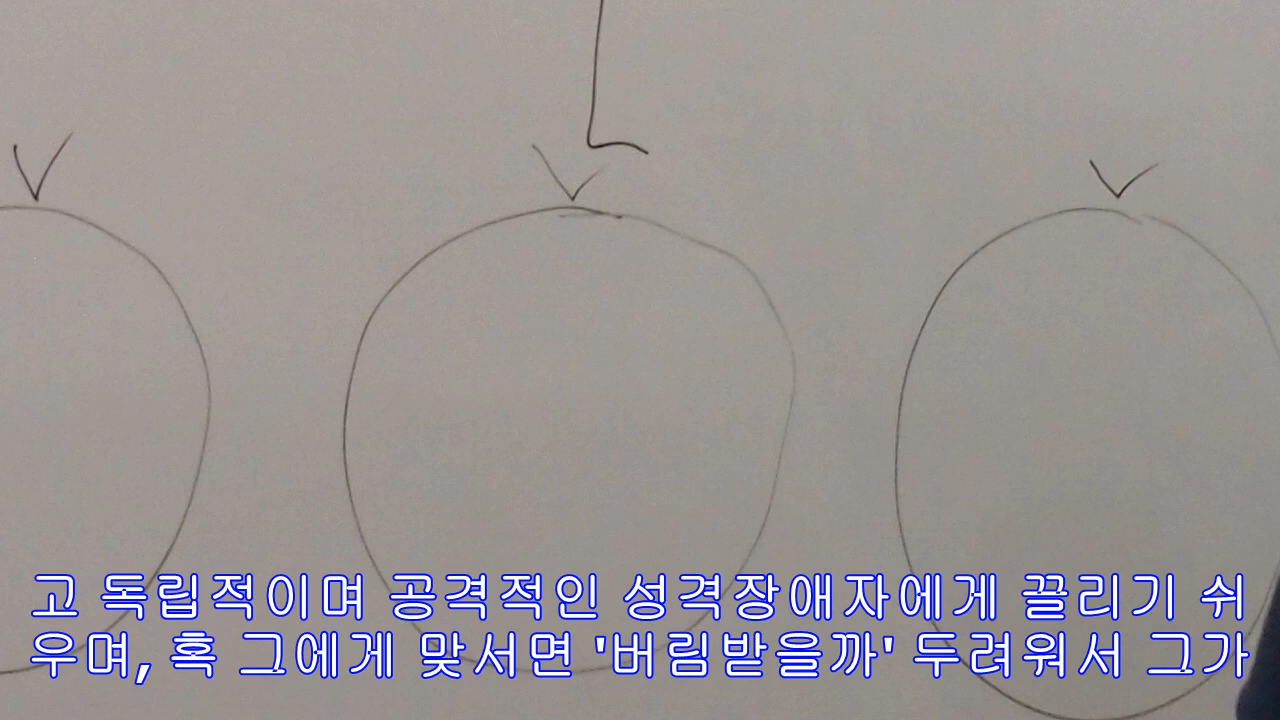 고 독립적이며 공격적인 성격장애자에게 끌리기 쉬
우며, 혹 그에게 맞서면 '버림받을까' 두려워서 그가